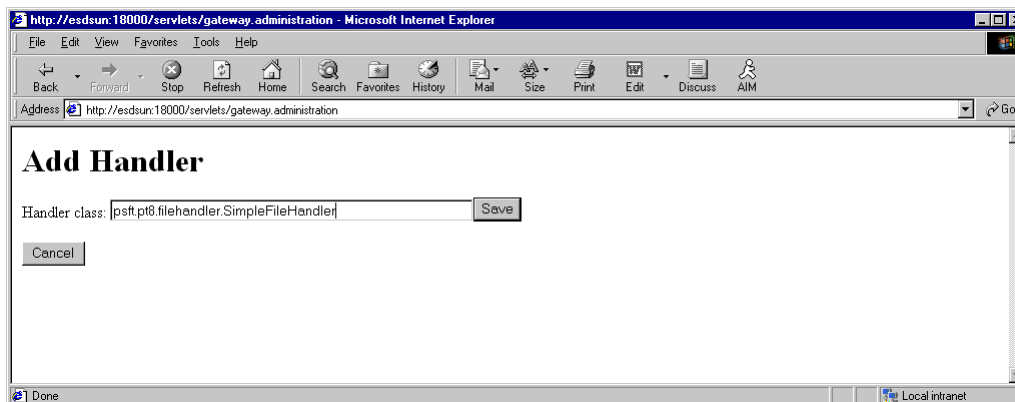 http://esdsun:18000/servlets/gateway.administration - Microsoft Internet Explorer
File Edit View Favorites Tools Help
Back Forward Stop Refresh Home Search Favorites History Mail Size Print Edit Discuss AIM
Address http://esdsun:18000/servlets/gateway.administration Go
Add Handler
Handler class: psft.pt8.filehandler.SimpleFileHandler Save
Cancel
Done Local intranet